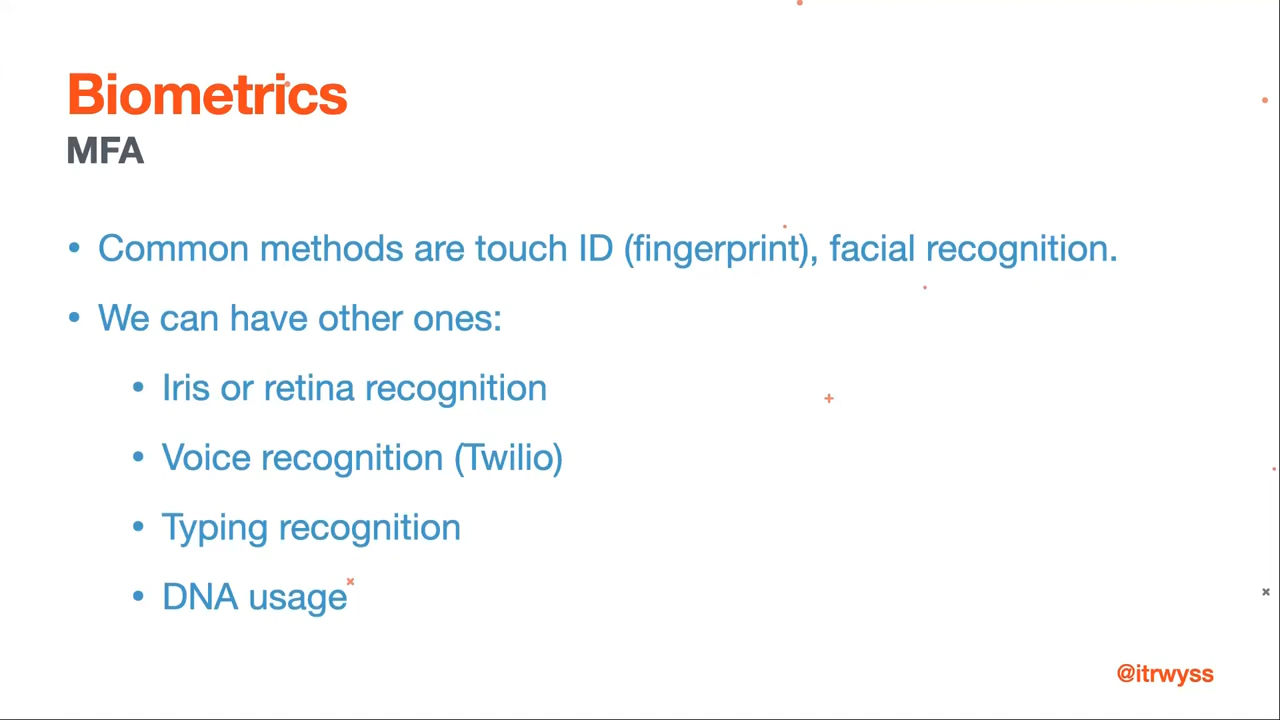 Biometrics
MFA
• Common methods are touch ID (fingerprint), facial recognition.
• We can have other ones:
• Iris or retina recognition
• Voice recognition (Twilio)
• Typing recognition
• DNA usage
@itrwyss